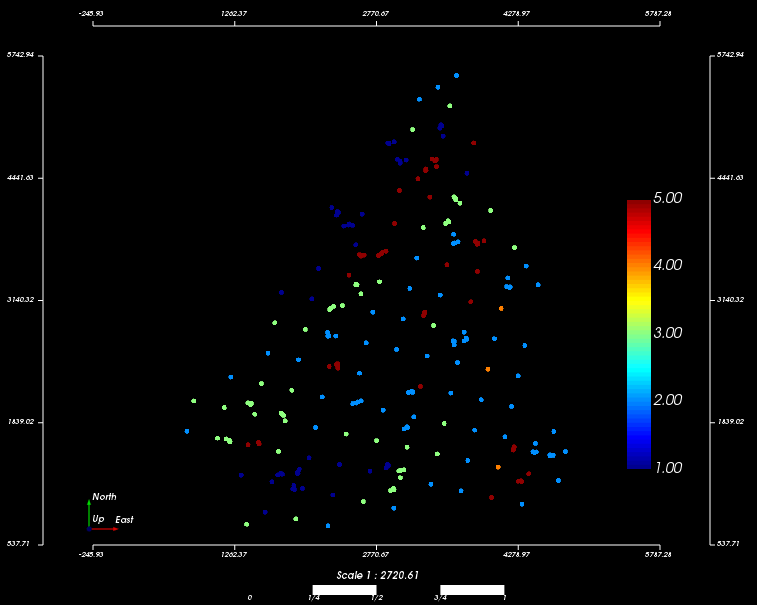 -245.93 1262.37 2770.67 4278.97 5787.28
5742.94 5742.94
4441.63 4441.63
5.00
4.00
3140.32 3140.32
3.00
2.00
1839.02 1839.02
1.00
North
Up East
537.71 537.71
-245.93 1262.37 2770.67 4278.97 5787.28
Scale 1 : 2720.61
0 1/4 1/2 3/4 1